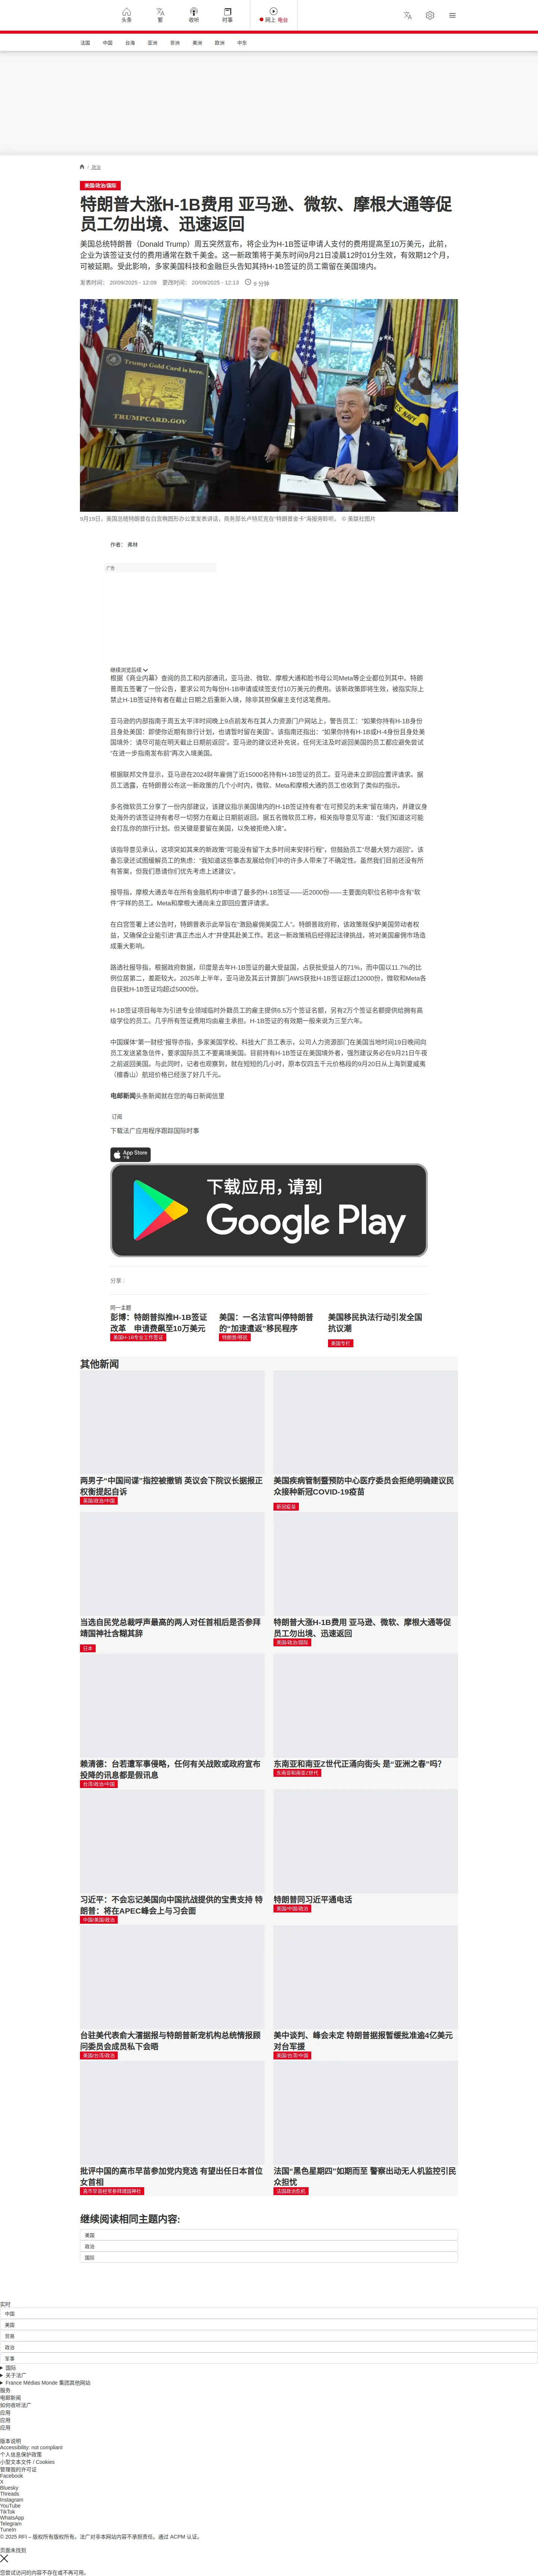 头条
繁
收听
时事
网上 电台
法国 中国 台海 亚洲 非洲 美洲 欧洲 中东
/ 政治
美国/政治/国际
特朗普大涨H-1B费用 亚马逊、微软、摩根大通等促
员工勿出境、迅速返回
美国总统特朗普（Donald Trump）周五突然宣布，将企业为H-1B签证申请人支付的费用提高至10万美元，此前，
企业为该签证支付的费用通常在数千美金。这一新政策将于美东时间9月21日凌晨12时01分生效，有效期12个月，
可被延期。受此影响，多家美国科技和金融巨头告知其持H-1B签证的员工需留在美国境内。
发表时间： 20/09/2025 - 12:09 更改时间： 20/09/2025 - 12:13 9 分钟
Trump Gold Card is here.
TRUMPCARD.GOV
9月19日，美国总统特朗普在白宫椭圆形办公室发表讲话，商务部长卢特尼克在“特朗普金卡”海报旁聆听。 © 美联社图片
作者： 弗林
广告
继续浏览后续
根据《商业内幕》查阅的员工和内部通讯，亚马逊、微软、摩根大通和脸书母公司Meta等企业都位列其中。特朗
普周五签署了一份公告，要求公司为每份H-1B申请或续签支付10万美元的费用。该新政策即将生效，被指实际上
禁止H-1B签证持有者在截止日期之后重新入境，除非其担保雇主支付这笔费用。
亚马逊的内部指南于周五太平洋时间晚上9点前发布在其人力资源门户网站上，警告员工：“如果你持有H-1B身份
且身处美国：即使你近期有旅行计划，也请暂时留在美国”。该指南还指出：“如果你持有H-1B或H-4身份且身处美
国境外：请尽可能在明天截止日期前返回”。亚马逊的建议还补充说，任何无法及时返回美国的员工都应避免尝试
“在进一步指南发布前”再次入境美国。
根据联邦文件显示，亚马逊在2024财年雇佣了近15000名持有H-1B签证的员工。亚马逊未立即回应置评请求。据
员工透露，在特朗普公布这一新政策的几个小时内，微软、Meta和摩根大通的员工也收到了类似的指示。
多名微软员工分享了一份内部建议，该建议指示美国境内的H-1B签证持有者“在可预见的未来”留在境内，并建议身
处海外的该签证持有者尽一切努力在截止日期前返回。据五名微软员工称，相关指导意见写道：“我们知道这可能
会打乱你的旅行计划。但关键是要留在美国，以免被拒绝入境”。
该指导意见承认，这项突如其来的新政策“可能没有留下太多时间来安排行程”，但鼓励员工“尽最大努力返回”。该
备忘录还试图缓解员工的焦虑：“我知道这些事态发展给你们中的许多人带来了不确定性。虽然我们目前还没有所
有答案，但我们恳请你们优先考虑上述建议”。
报导指，摩根大通去年在所有金融机构中申请了最多的H-1B签证——近2000份——主要面向职位名称中含有“软
件”字样的员工。Meta和摩根大通尚未立即回应置评请求。
在白宫签署上述公告时，特朗普表示此举旨在“激励雇佣美国工人”。特朗普政府称，该政策既保护美国劳动者权
益，又确保企业能引进“真正杰出人才”并使其赴美工作。若这一新政策稍后经得起法律挑战，将对美国雇佣市场造
成重大影响。
路透社报导指，根据政府数据，印度是去年H-1B签证的最大受益国，占获批受益人的71%，而中国以11.7%的比
例位居第二，差距较大。2025年上半年，亚马逊及其云计算部门AWS获批H-1B签证超过12000份，微软和Meta各
自获批H-1B签证均超过5000份。
H-1B签证项目每年为引进专业领域临时外籍员工的雇主提供6.5万个签证名额，另有2万个签证名额提供给拥有高
级学位的员工。几乎所有签证费用均由雇主承担。H-1B签证的有效期一般来说为三至六年。
中国媒体“第一财经”报导亦指，多家美国学校、科技大厂员工表示，公司人力资源部门在美国当地时间19日晚间向
员工发送紧急信件，要求国际员工不要离境美国。目前持有H-1B签证在美国境外者，强烈建议务必在9月21日午夜
之前返回美国。与此同时，记者也观察到，就在短短的几小时，原本仅四五千元价格段的9月20日从上海到夏威夷
（檀香山）航班价格已经涨了好几千元。
电邮新闻头条新闻就在您的每日新闻信里
订阅
下载法广应用程序跟踪国际时事
App Store
下载
下载应用，请到
Google Play
分享 :
同一主题
彭博：特朗普拟推H-1B签证
改革　申请费飙至10万美元
美国H-1B专业工作签证
美国：一名法官叫停特朗普
的“加速遣返”移民程序
特朗普/移民
美国移民执法行动引发全国
抗议潮
美国专栏
其他新闻
两男子“中国间谍”指控被撤销 英议会下院议长据报正
权衡提起自诉
英国/政治/中国
美国疾病管制暨预防中心医疗委员会拒绝明确建议民
众接种新冠COVID-19疫苗
新冠疫苗
当选自民党总裁呼声最高的两人对任首相后是否参拜
靖国神社含糊其辞
日本
特朗普大涨H-1B费用 亚马逊、微软、摩根大通等促
员工勿出境、迅速返回
美国/政治/国际
赖清德：台若遭军事侵略，任何有关战败或政府宣布
投降的讯息都是假讯息
台湾/政治/中国
东南亚和南亚Z世代正涌向街头 是“亚洲之春”吗？
东南亚和南亚Z世代
习近平：不会忘记美国向中国抗战提供的宝贵支持 特
朗普：将在APEC峰会上与习会面
中国/美国/政治
特朗普同习近平通电话
美国/中国/政治
台驻美代表俞大㵢据报与特朗普新宠机构总统情报顾
问委员会成员私下会晤
美国/台湾/政治
美中谈判、峰会未定 特朗普据报暂缓批准逾4亿美元
对台军援
美国/台湾/中国
批评中国的高市早苗参加党内竞选 有望出任日本首位
女首相
高市早苗经常参拜靖国神社
法国“黑色星期四”如期而至 警察出动无人机监控引民
众担忧
法国政治危机
继续阅读相同主题内容:
美国
政治
国际
实时
中国
美国
贸易
政治
军事
国际
关于法广
France Médias Monde 集团其他网站
服务
电邮新闻
如何收听法广
应用
应用
应用
版本说明
Accessibility: not compliant
个人信息保护政策
小型文本文件 / Cookies
管理我的许可证
Facebook
X
Bluesky
Threads
Instagram
YouTube
TikTok
WhatsApp
Telegram
TuneIn
© 2025 RFI – 版权所有版权所有。法广对非本网站内容不承担责任。通过 ACPM 认证。
页面未找到
您尝试访问的内容不存在或不再可用。